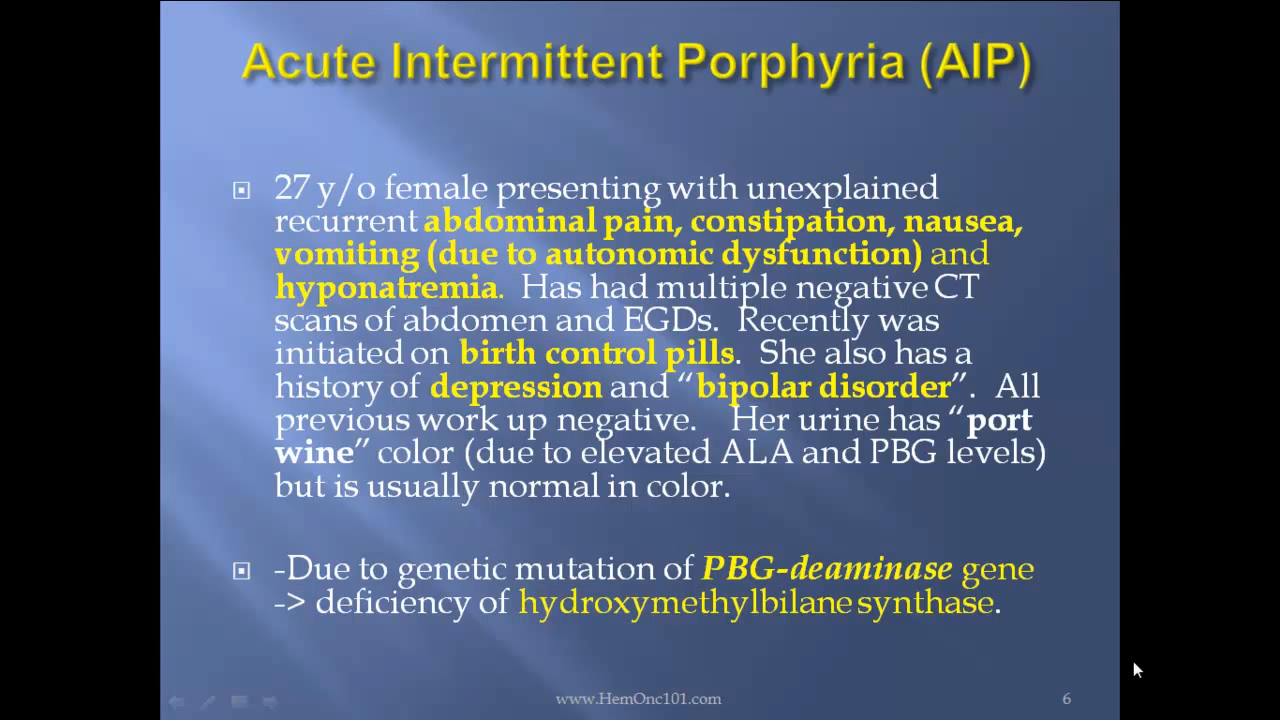 Acute Intermittent Porphyria (AIP)
27 y/o female presenting with unexplained
recurrent abdominal pain, constipation, nausea,
vomiting (due to autonomic dysfunction) and
hyponatremia. Has had multiple negative CT
scans of abdomen and EGDs. Recently was
initiated on birth control pills. She also has a
history of depression and “bipolar disorder”. All
previous work up negative. Her urine has “port
wine” color (due to elevated ALA and PBG levels)
but is usually normal in color.
-Due to genetic mutation of PBG-deaminase gene
-> deficiency of hydroxymethylbilane synthase.
www.HemOnc101.com 6